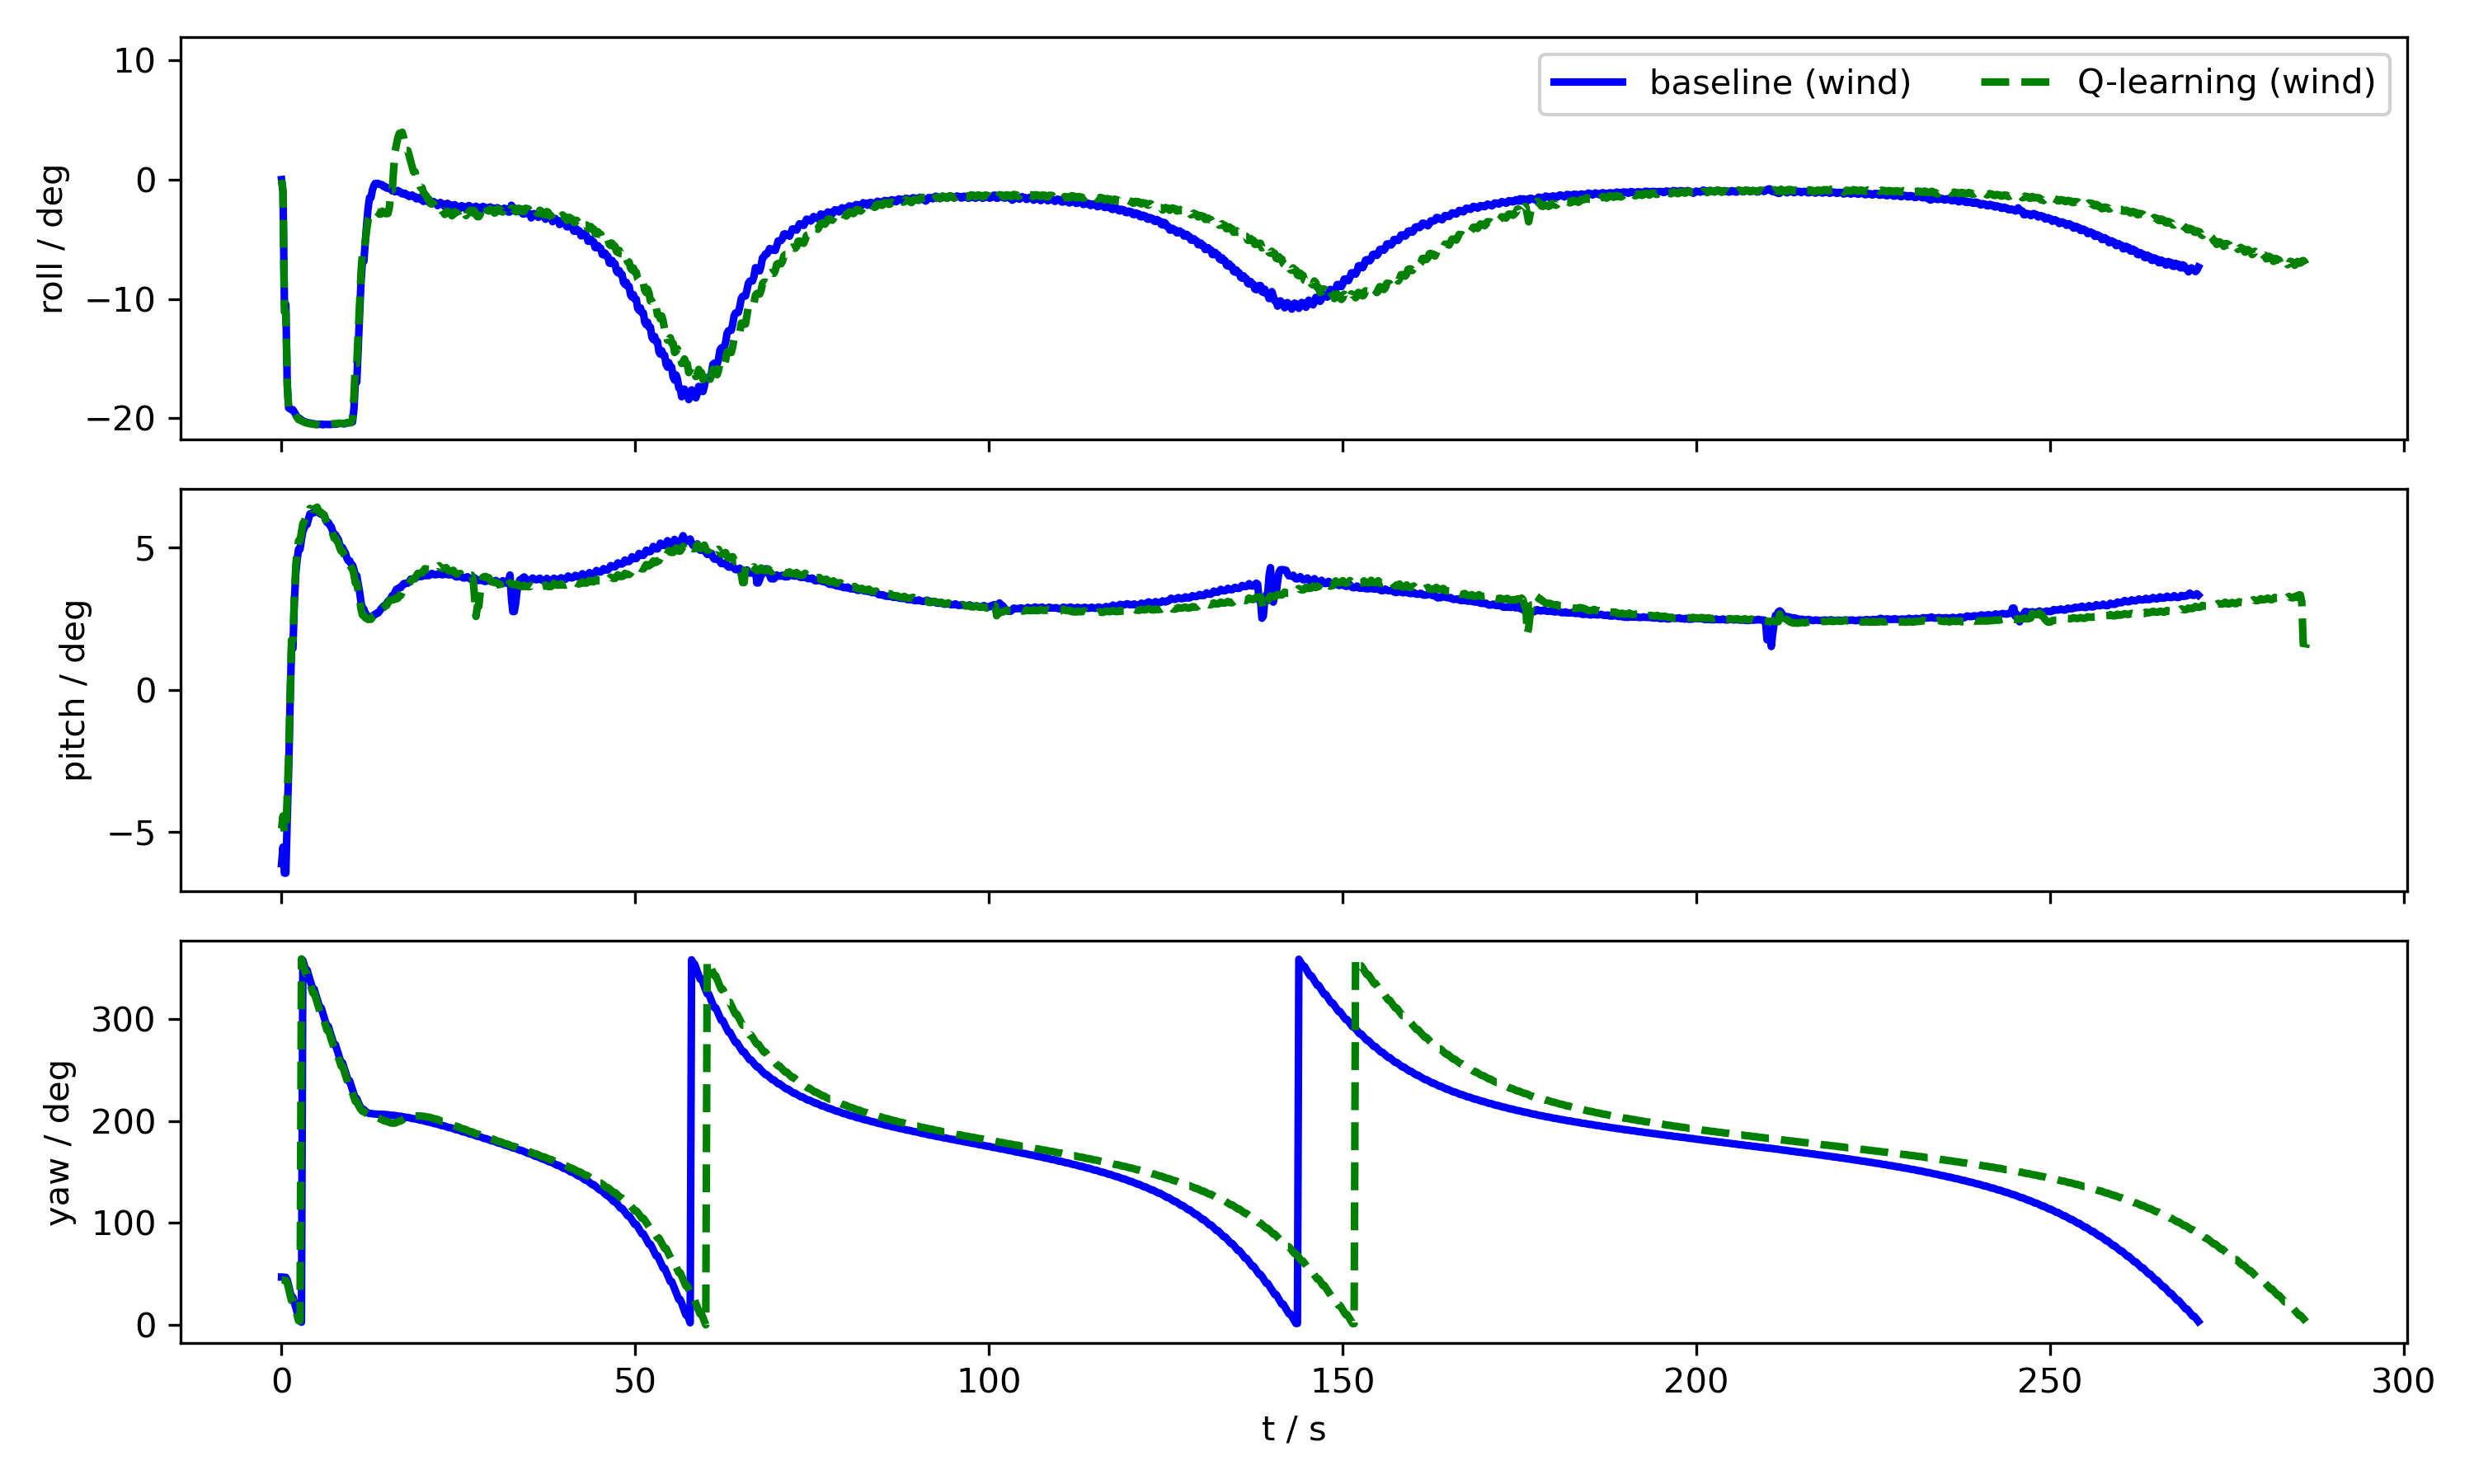 baseline (wind) Q-learning (wind)
10
0
−10
−20
roll / deg
5
0
−5
pitch / deg
300
200
100
0
yaw / deg
0 50 100 150 200 250 300
t / s